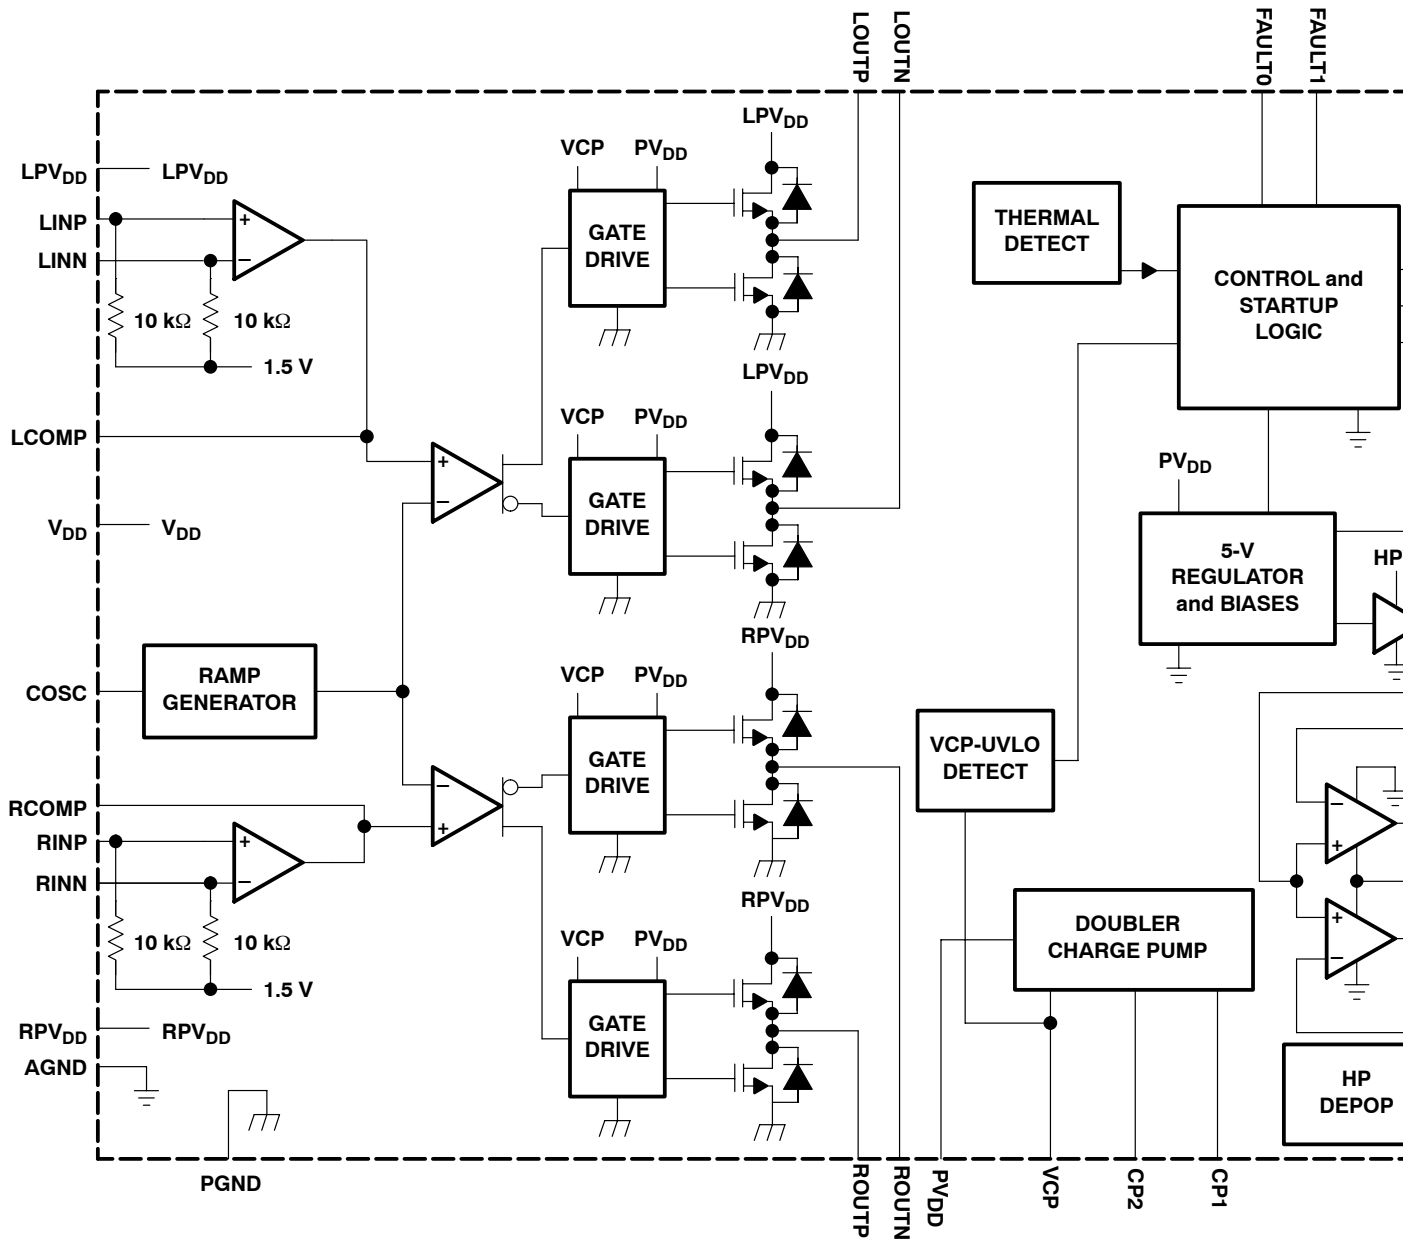 LOUTP
LOUTN
FAULT0
FAULT1
LPVDD
LPVDD
LINP
LINN
+
−
10 kΩ
10 kΩ
1.5 V
LCOMP
VDD
VDD
COSC
RAMP
GENERATOR
RCOMP
RINP
RINN
+
−
10 kΩ
10 kΩ
1.5 V
RPVDD
RPVDD
AGND
PGND
+
−
−
+
VCP
PVDD
LPVDD
GATE
DRIVE
VCP
PVDD
LPVDD
GATE
DRIVE
VCP
PVDD
RPVDD
GATE
DRIVE
VCP
PVDD
RPVDD
GATE
DRIVE
THERMAL
DETECT
CONTROL and
STARTUP
LOGIC
PVDD
5-V
REGULATOR
and BIASES
HP
VCP-UVLO
DETECT
−
+
+
−
DOUBLER
CHARGE PUMP
HP
DEPOP
ROUTP
ROUTN
PVDD
VCP
CP2
CP1